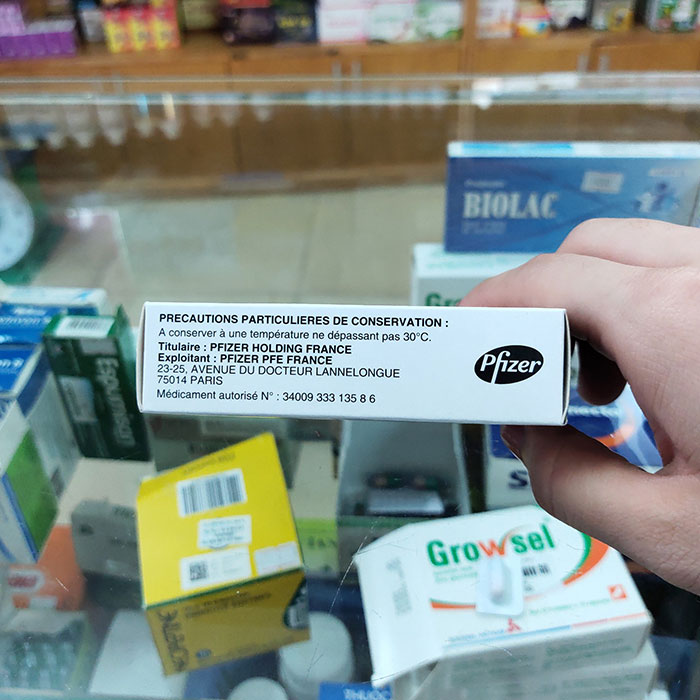 PRECAUTIONS PARTICULIERES DE CONSERVATION :
A conserver à une température ne dépassant pas 30°C.
Titulaire : PFIZER HOLDING FRANCE
Exploitant : PFIZER PFE FRANCE
23-25, AVENUE DU DOCTEUR LANNELONGUE
75014 PARIS
Médicament autorisé N° : 34009 333 135 8 6
Pfizer
BIOLAC
Growsel